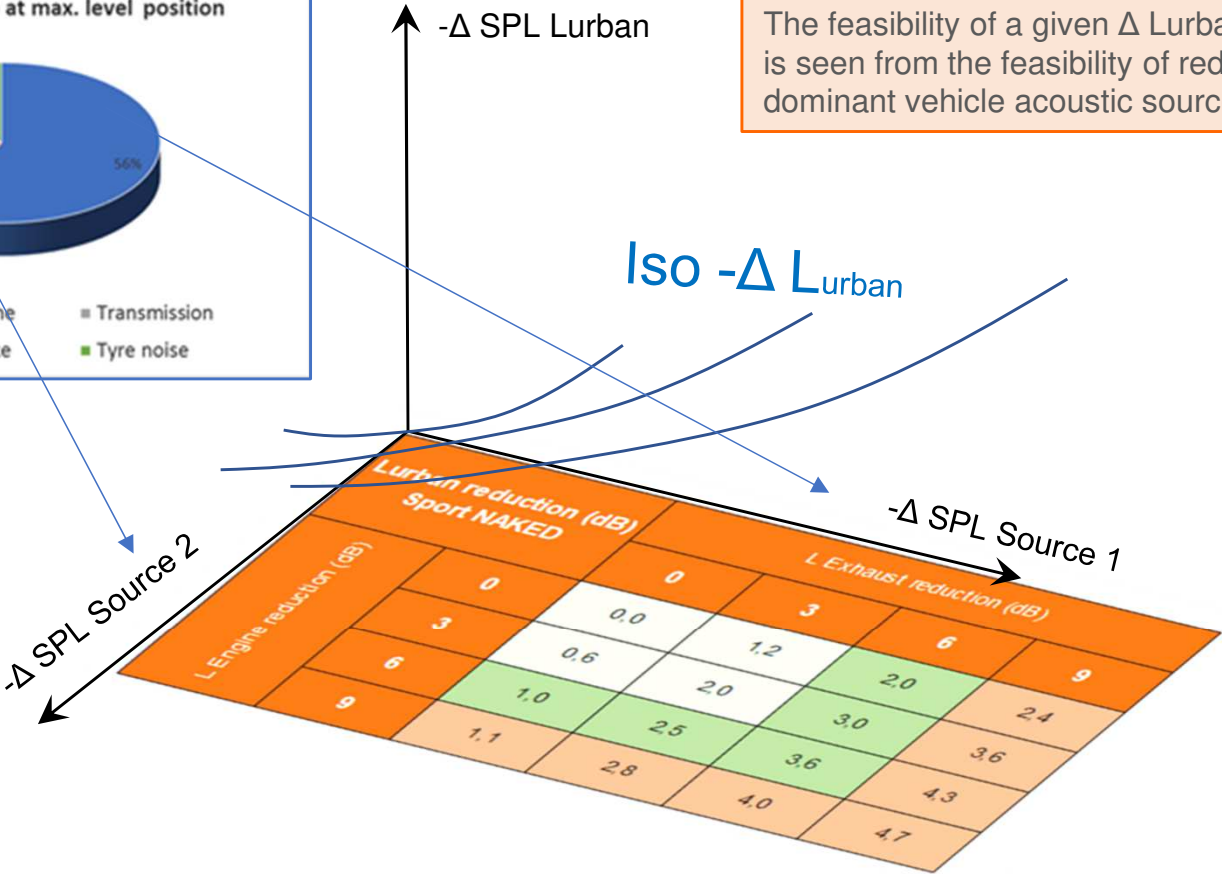 at max. level position
56%
Transmission
Tyre noise
-Δ SPL Lurban
The feasibility of a given Δ
is seen from the feasibility of
dominant vehicle acoustic
Iso -Δ Lurban
-Δ SPL Source 1
-Δ SPL Source 2
Lurban reduction (dB)
Sport NAKED
L Exhaust reduction (dB)
L Engine reduction (dB)
0 3 6 9
0 0,0 1,2 2,0 2,4
3 0,6 2,0 3,0 3,6
6 1,0 2,5 3,6 4,3
9 1,1 2,8 4,0 4,7